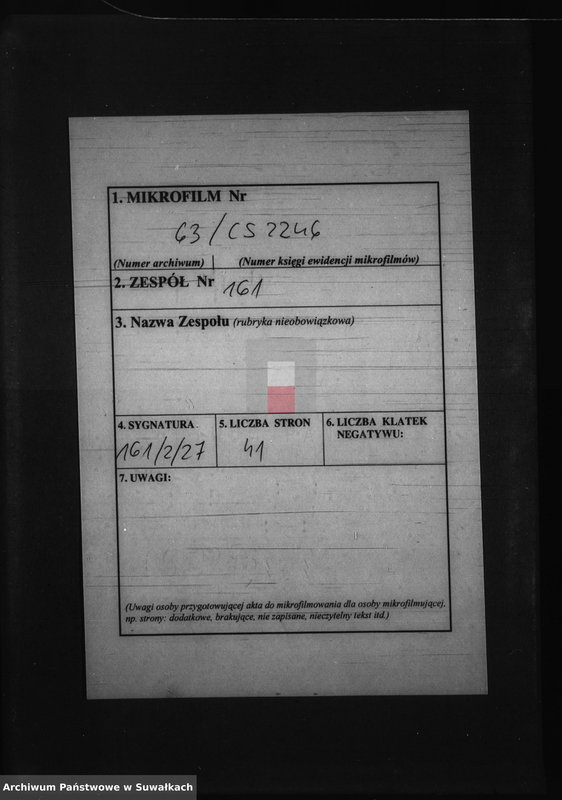 1. MIKROFILM Nr
63/CS2246
(Numer archiwum) (Numer księgi ewidencji mikrofilmów)
2. ZESPÓŁ Nr 161
3. Nazwa Zespołu (rubryka nieobowiązkowa)
4. SYGNATURA 5. LICZBA STRON 6. LICZBA KLATEK
NEGATYWU:
161/2/27 41
7. UWAGI:
(Uwagi osoby przygotowującej akta do mikrofilmowania dla osoby mikrofilmującej.
np. strony: dodatkowe, brakujące, nie zapisane, nieczytelny tekst itd.)
Archiwum Państwowe w Suwałkach